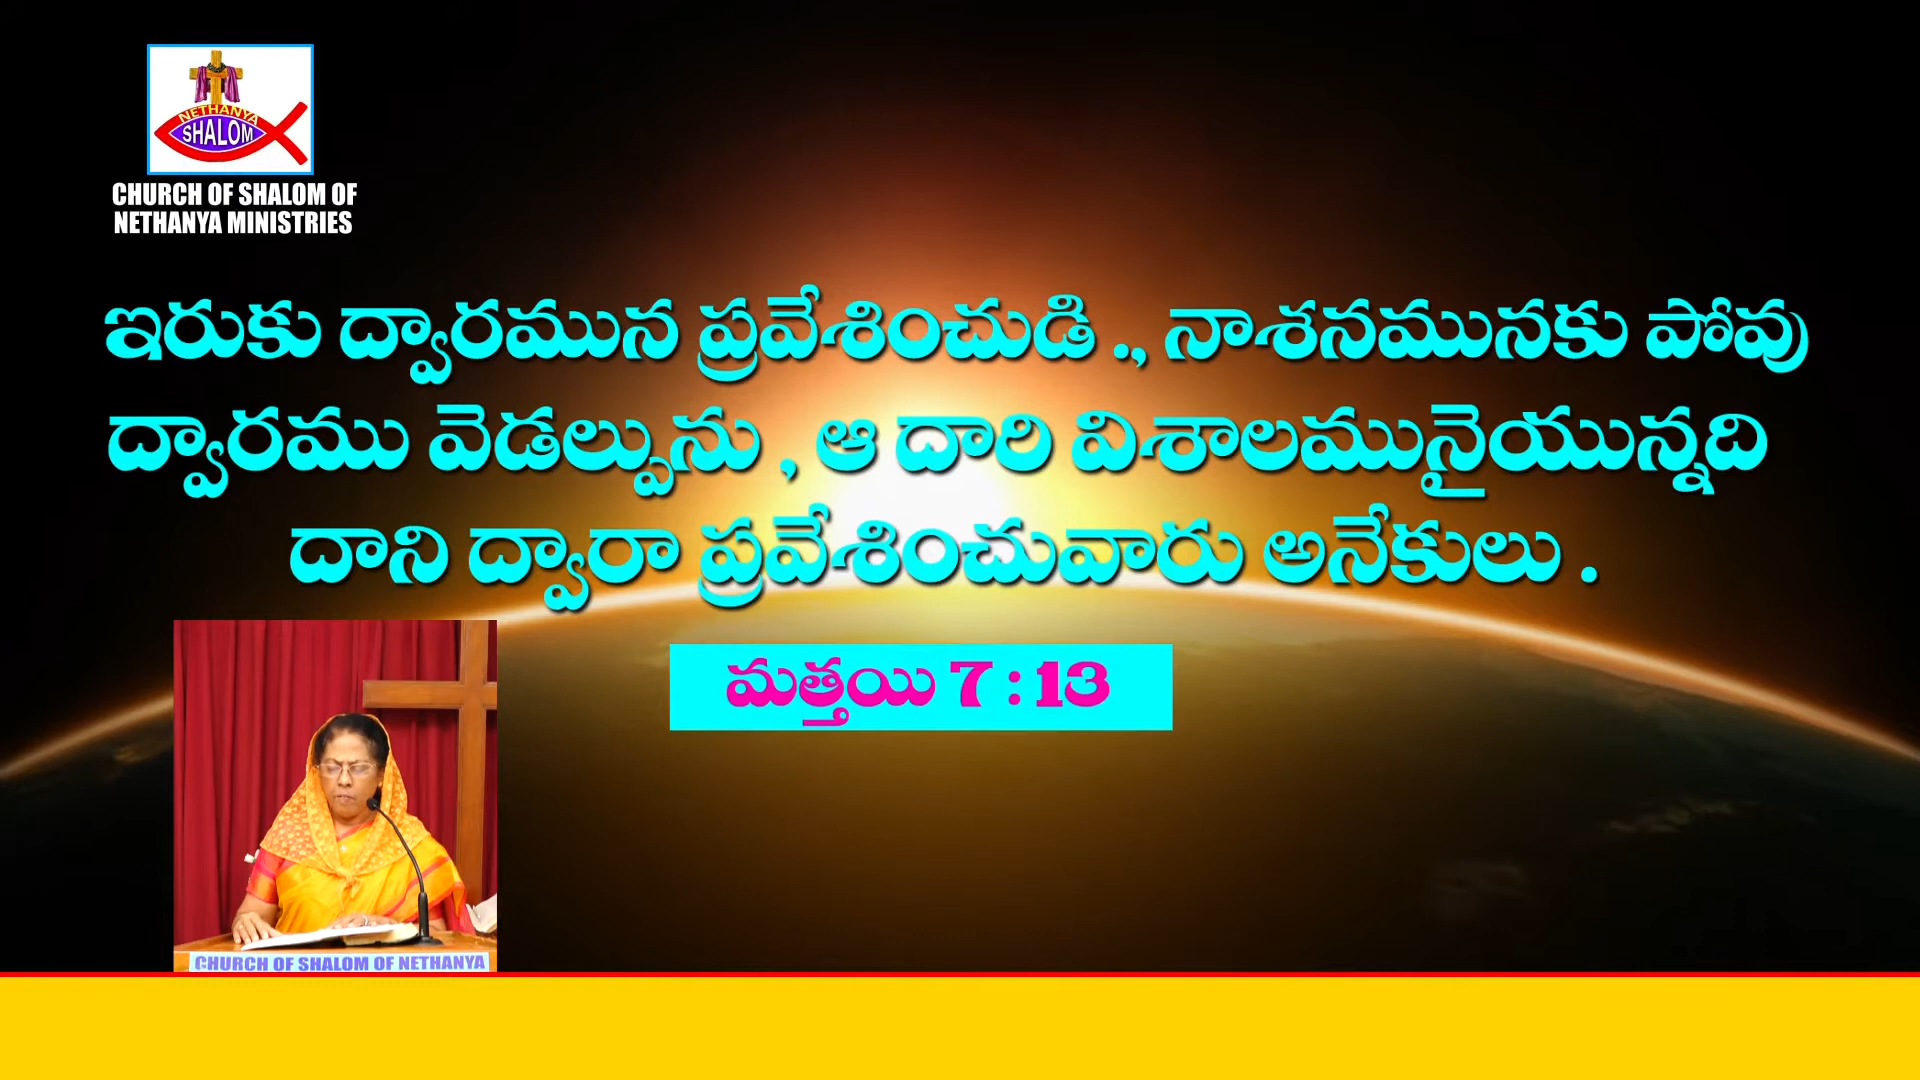 NETHANYA
SHALOM
CHURCH OF SHALOM OF
NETHANYA MINISTRIES
ఇరుకు ద్వారమున ప్రవేశించుడి ., నాశనమునకు పోవు
ద్వారము వెడల్పును , ఆ దారి విశాలమునైయున్నది
దాని ద్వారా ప్రవేశించువారు అనేకులు .
మత్తయి 7 : 13
CHURCH OF SHALOM OF NETHANYA